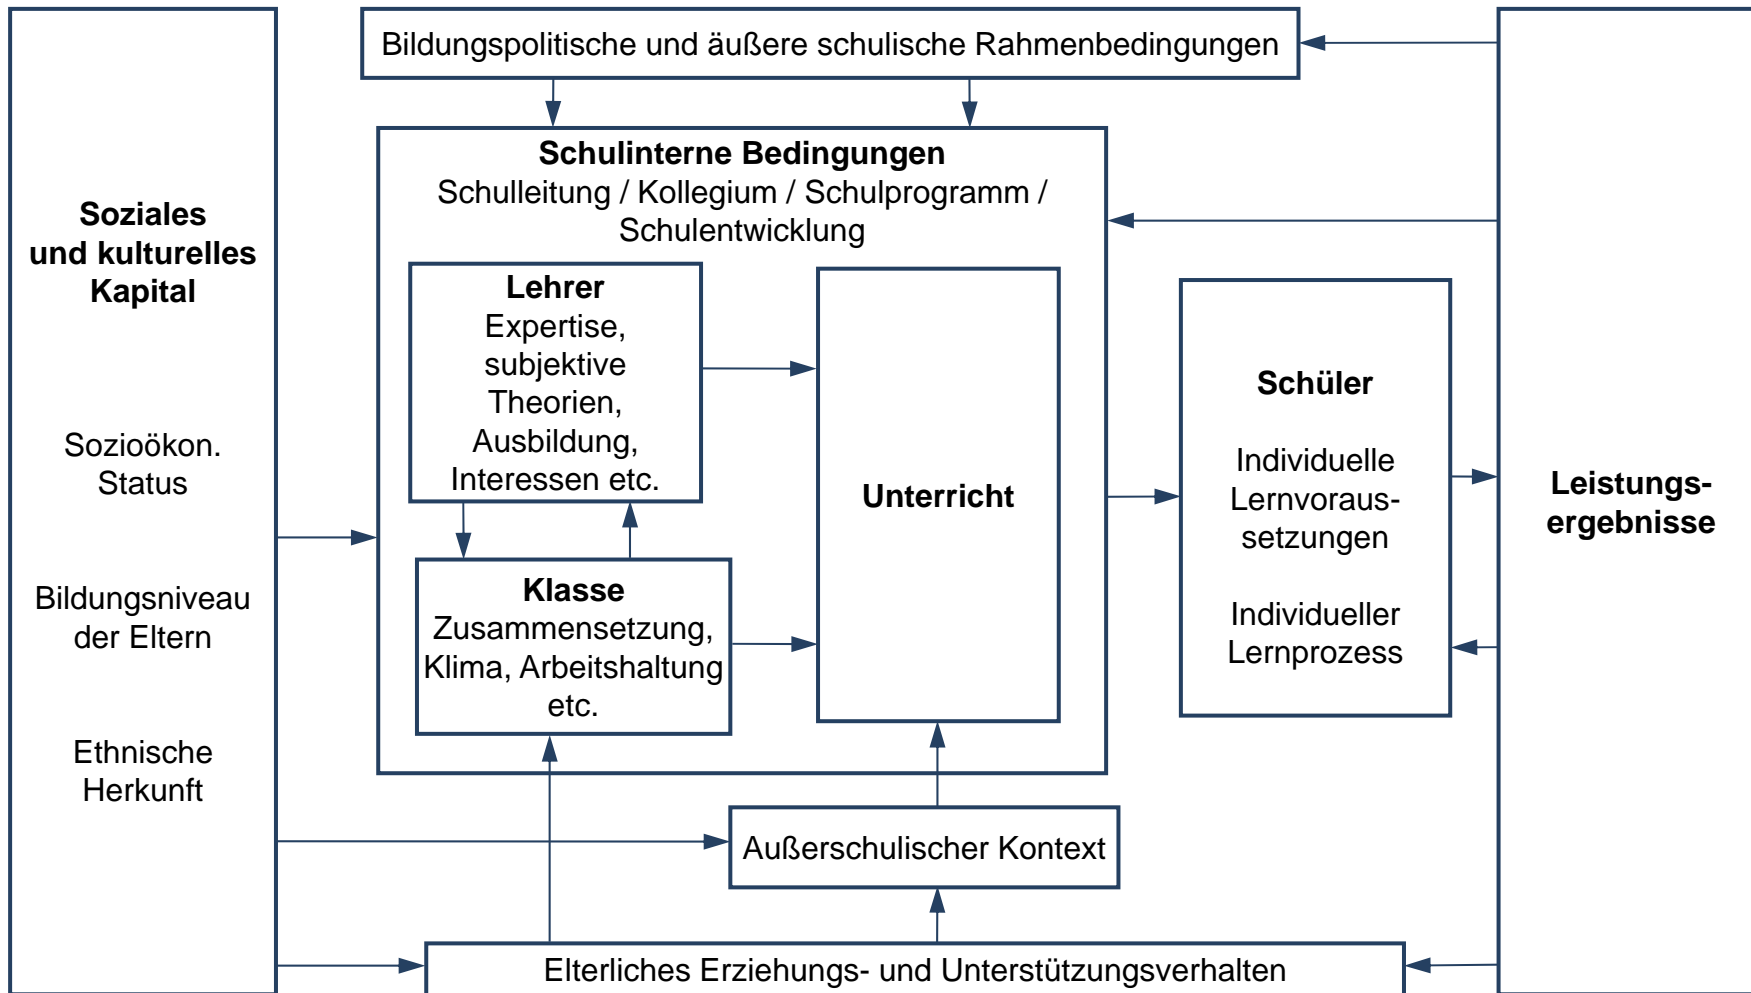 Bildungspolitische und äußere schulische Rahmenbedingungen
Soziales
und kulturelles
Kapital
Sozioökon.
Status
Bildungsniveau
der Eltern
Ethnische
Herkunft
Schulinterne Bedingungen
Schulleitung / Kollegium / Schulprogramm /
Schulentwicklung
Lehrer
Expertise,
subjektive
Theorien,
Ausbildung,
Interessen etc.
Klasse
Zusammensetzung,
Klima, Arbeitshaltung
etc.
Unterricht
Schüler
Individuelle
Lernvoraus-
setzungen
Individueller
Lernprozess
Leistungs-
ergebnisse
Außerschulischer Kontext
Elterliches Erziehungs- und Unterstützungsverhalten